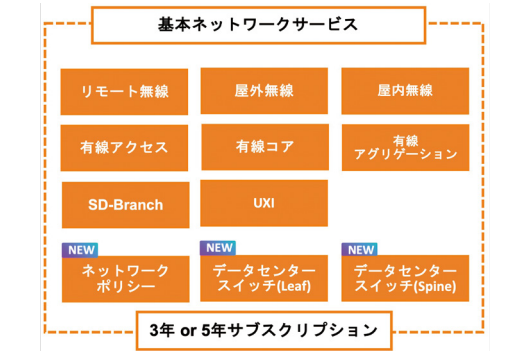 基本ネットワークサービス
リモート無線
屋外無線
屋内無線
有線アクセス
有線コア
有線
アグリゲーション
SD-Branch
UXI
NEW
ネットワーク
ポリシー
NEW
データセンター
スイッチ(Leaf)
NEW
データセンター
スイッチ(Spine)
3年 or 5年サブスクリプション